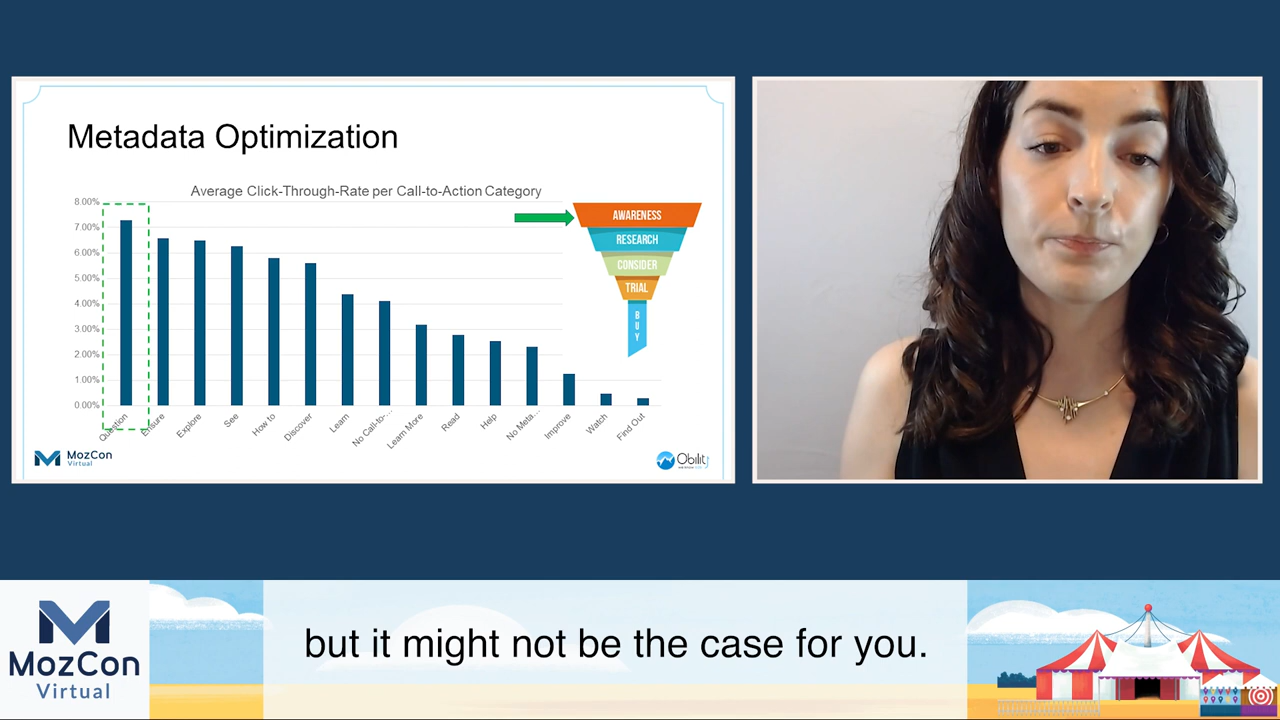 Metadata Optimization
Average Click-Through-Rate per Call-to-Action Category
8.00%
7.00%
6.00%
5.00%
4.00%
3.00%
2.00%
1.00%
0.00%
Question
Ensure
Explore
See
How to
Discover
Learn
No Call-to-...
Learn More
Read
Help
No Meta...
Improve
Watch
Find Out
AWARENESS
RESEARCH
CONSIDER
TRIAL
BUY
MozCon
Virtual
Obility
but it might not be the case for you.
MozCon
Virtual